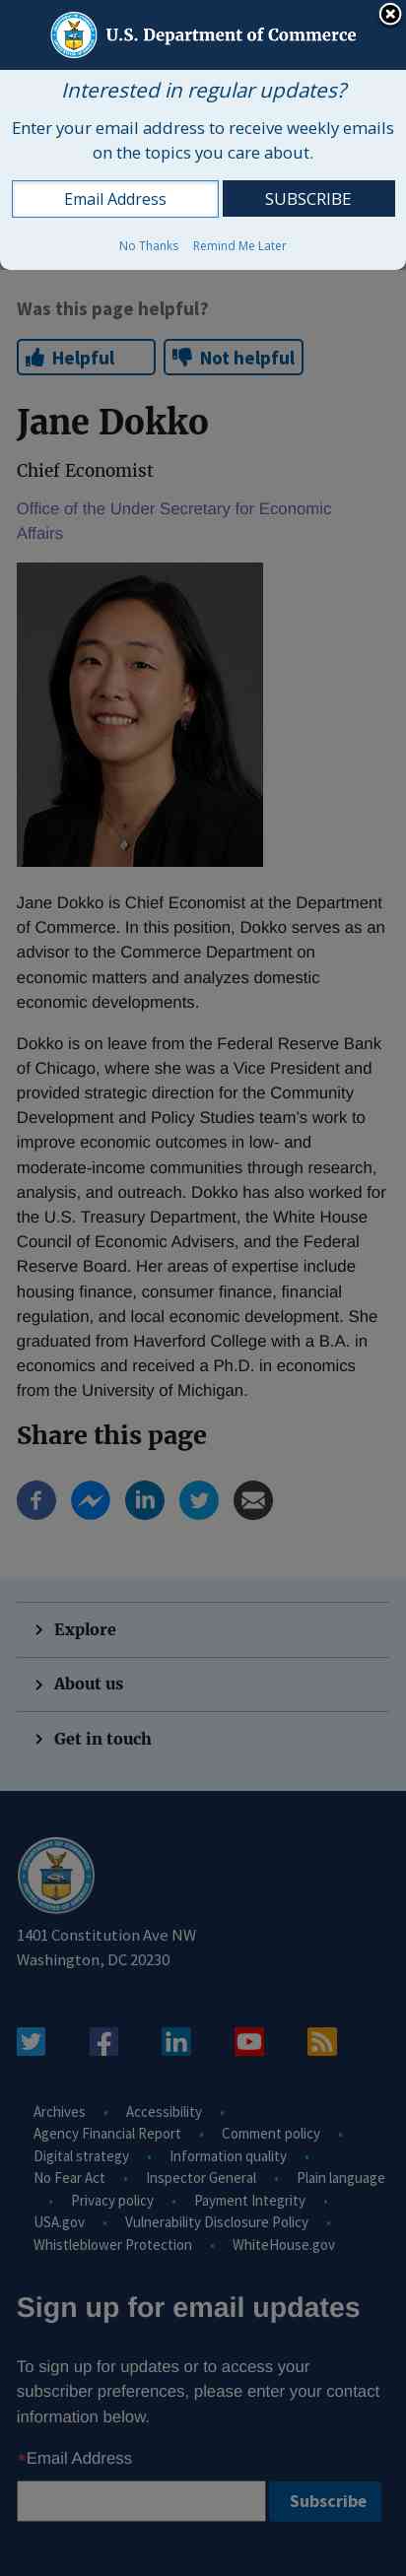 U.S. Department of Commerce
Interested in regular updates?
Enter your email address to receive weekly emails
on the topics you care about.
Email Address
SUBSCRIBE
No Thanks
Remind Me Later
Was this page helpful?
Helpful
Not helpful
Jane Dokko
Chief Economist
Office of the Under Secretary for Economic
Affairs
Jane Dokko is Chief Economist at the Department
of Commerce. In this position, Dokko serves as an
advisor to the Commerce Department on
economic matters and analyzes domestic
economic developments.
Dokko is on leave from the Federal Reserve Bank
of Chicago, where she was a Vice President and
provided strategic direction for the Community
Development and Policy Studies team's work to
improve economic outcomes in low- and
moderate-income communities through research,
analysis, and outreach. Dokko has also worked for
the U.S. Treasury Department, the White House
Council of Economic Advisers, and the Federal
Reserve Board. Her areas of expertise include
housing finance, consumer finance, financial
regulation, and local economic development. She
graduated from Haverford College with a B.A. in
economics and received a Ph.D. in economics
from the University of Michigan.
Share this page
Explore
About us
Get in touch
1401 Constitution Ave NW
Washington, DC 20230
Archives • Accessibility •
Agency Financial Report • Comment policy •
Digital strategy • Information quality •
No Fear Act • Inspector General • Plain language
• Privacy policy • Payment Integrity •
USA.gov • Vulnerability Disclosure Policy •
Whistleblower Protection • WhiteHouse.gov
Sign up for email updates
To sign up for updates or to access your
subscriber preferences, please enter your contact
information below.
*Email Address
Subscribe